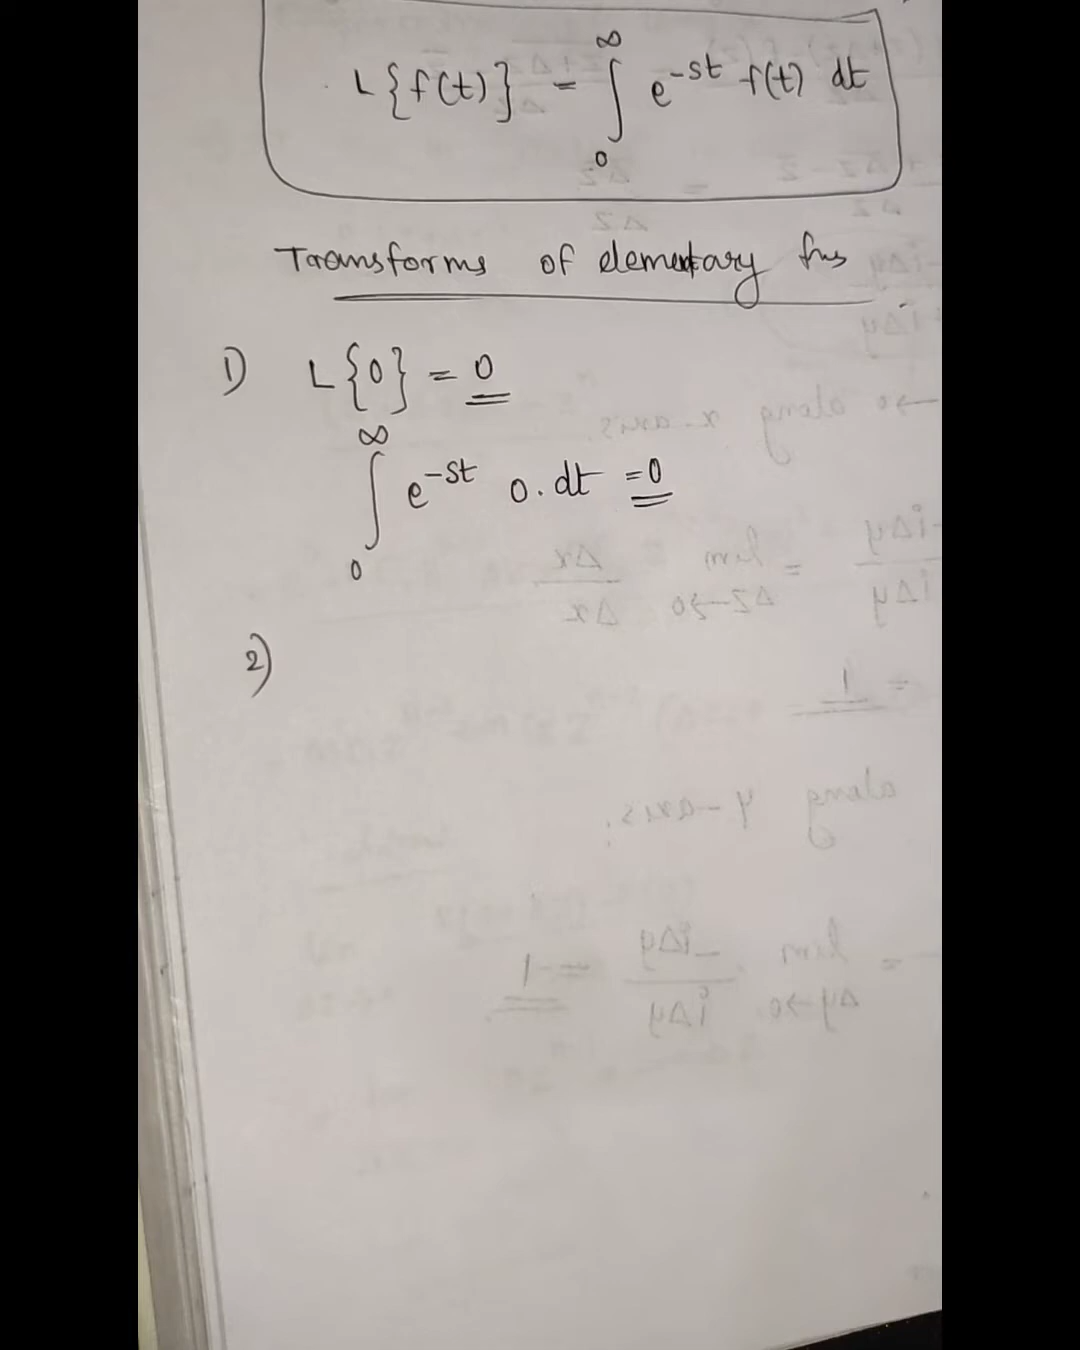 L{f(t)} = ∫₀^∞ e^{-st} f(t) dt
Transforms of elementary fns
1) L{0} = 0
∫₀^∞ e^{-st} 0. dt = 0
2)